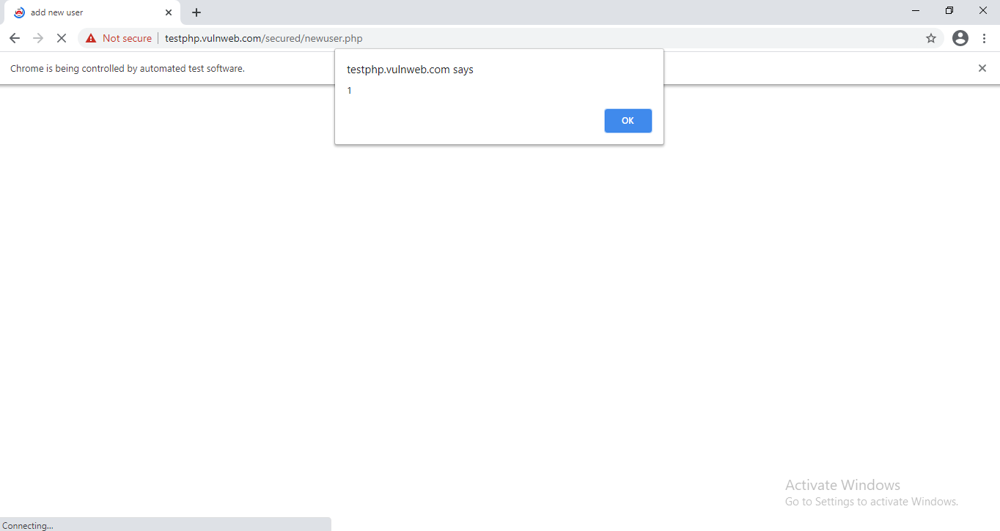 add new user
Not secure testphp.vulnweb.com/secured/newuser.php
Chrome is being controlled by automated test software.
testphp.vulnweb.com says
1
OK
Activate Windows
Go to Settings to activate Windows.
Connecting...